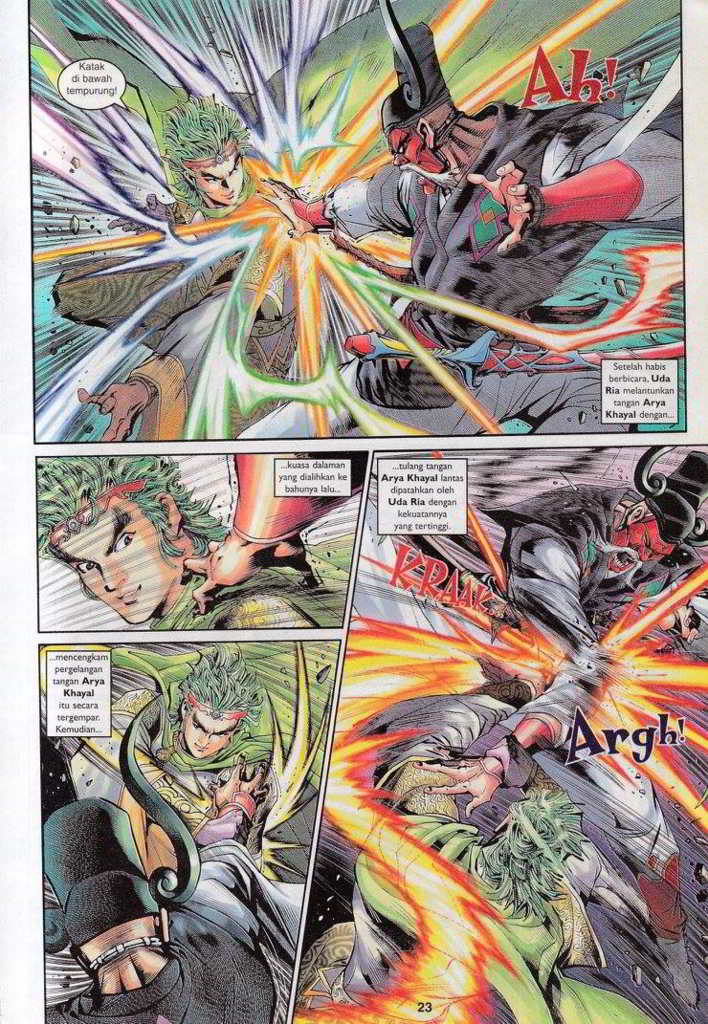 Katak
di bawah
tempurung!
Ah!
Setelah habis
berbicara, Uda
Ria melantunkan
tangan Arya
Khayal dengan...
...kuasa dalaman
yang dialihkan ke
bahunya lalu...
...mencengkam
pergelangan
tangan Arya
Khayal
itu secara
tergempar.
Kemudian...
...tulang tangan
Arya Khayal lantas
dipatahkan oleh
Uda Ria dengan
kekuatannya
yang tertinggi.
KRAAK
Argh!
23